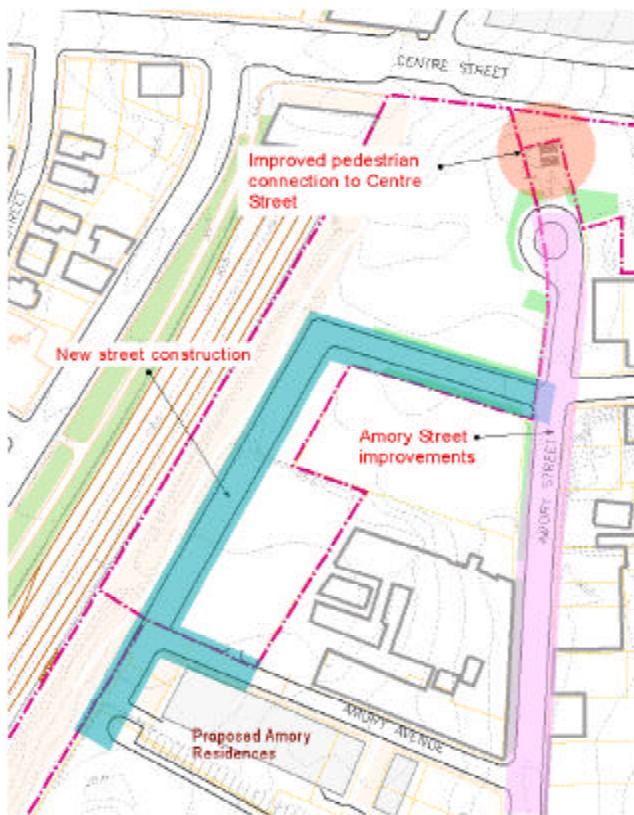 CENTRE STREET
Improved pedestrian
connection to Centre
Street
STREET
New street construction
Amory Street
improvements
AMORY STREET
AMORY AVENUE
Proposed Amory
Residences